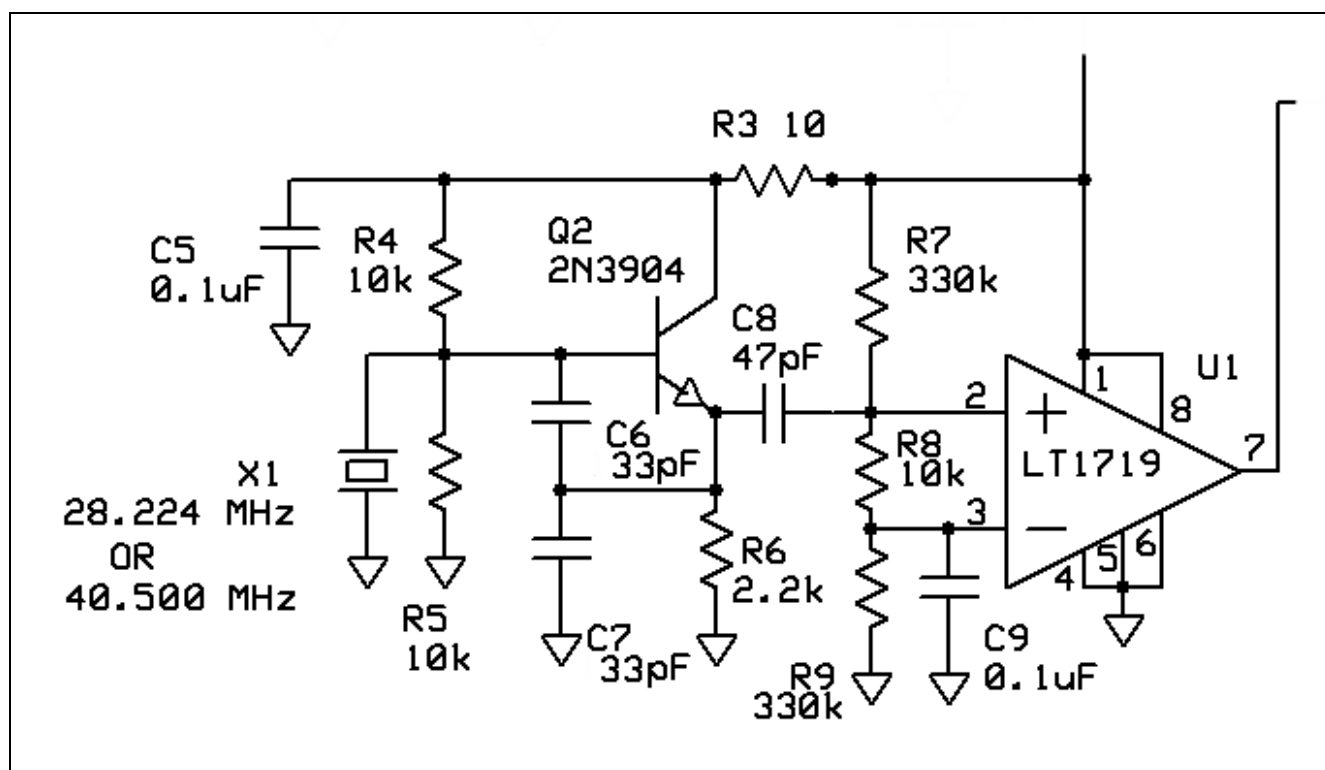 R3 10
C5
0.1uF
R4
10k
Q2
2N3904
R7
330k
C8
47pF
U1
1
8
2
+
7
C6
33pF
R8
10k
LT1719
X1
28.224 MHz
OR
40.500 MHz
3
−
4
5
6
R6
2.2k
R5
10k
C7
33pF
R9
330k
C9
0.1uF